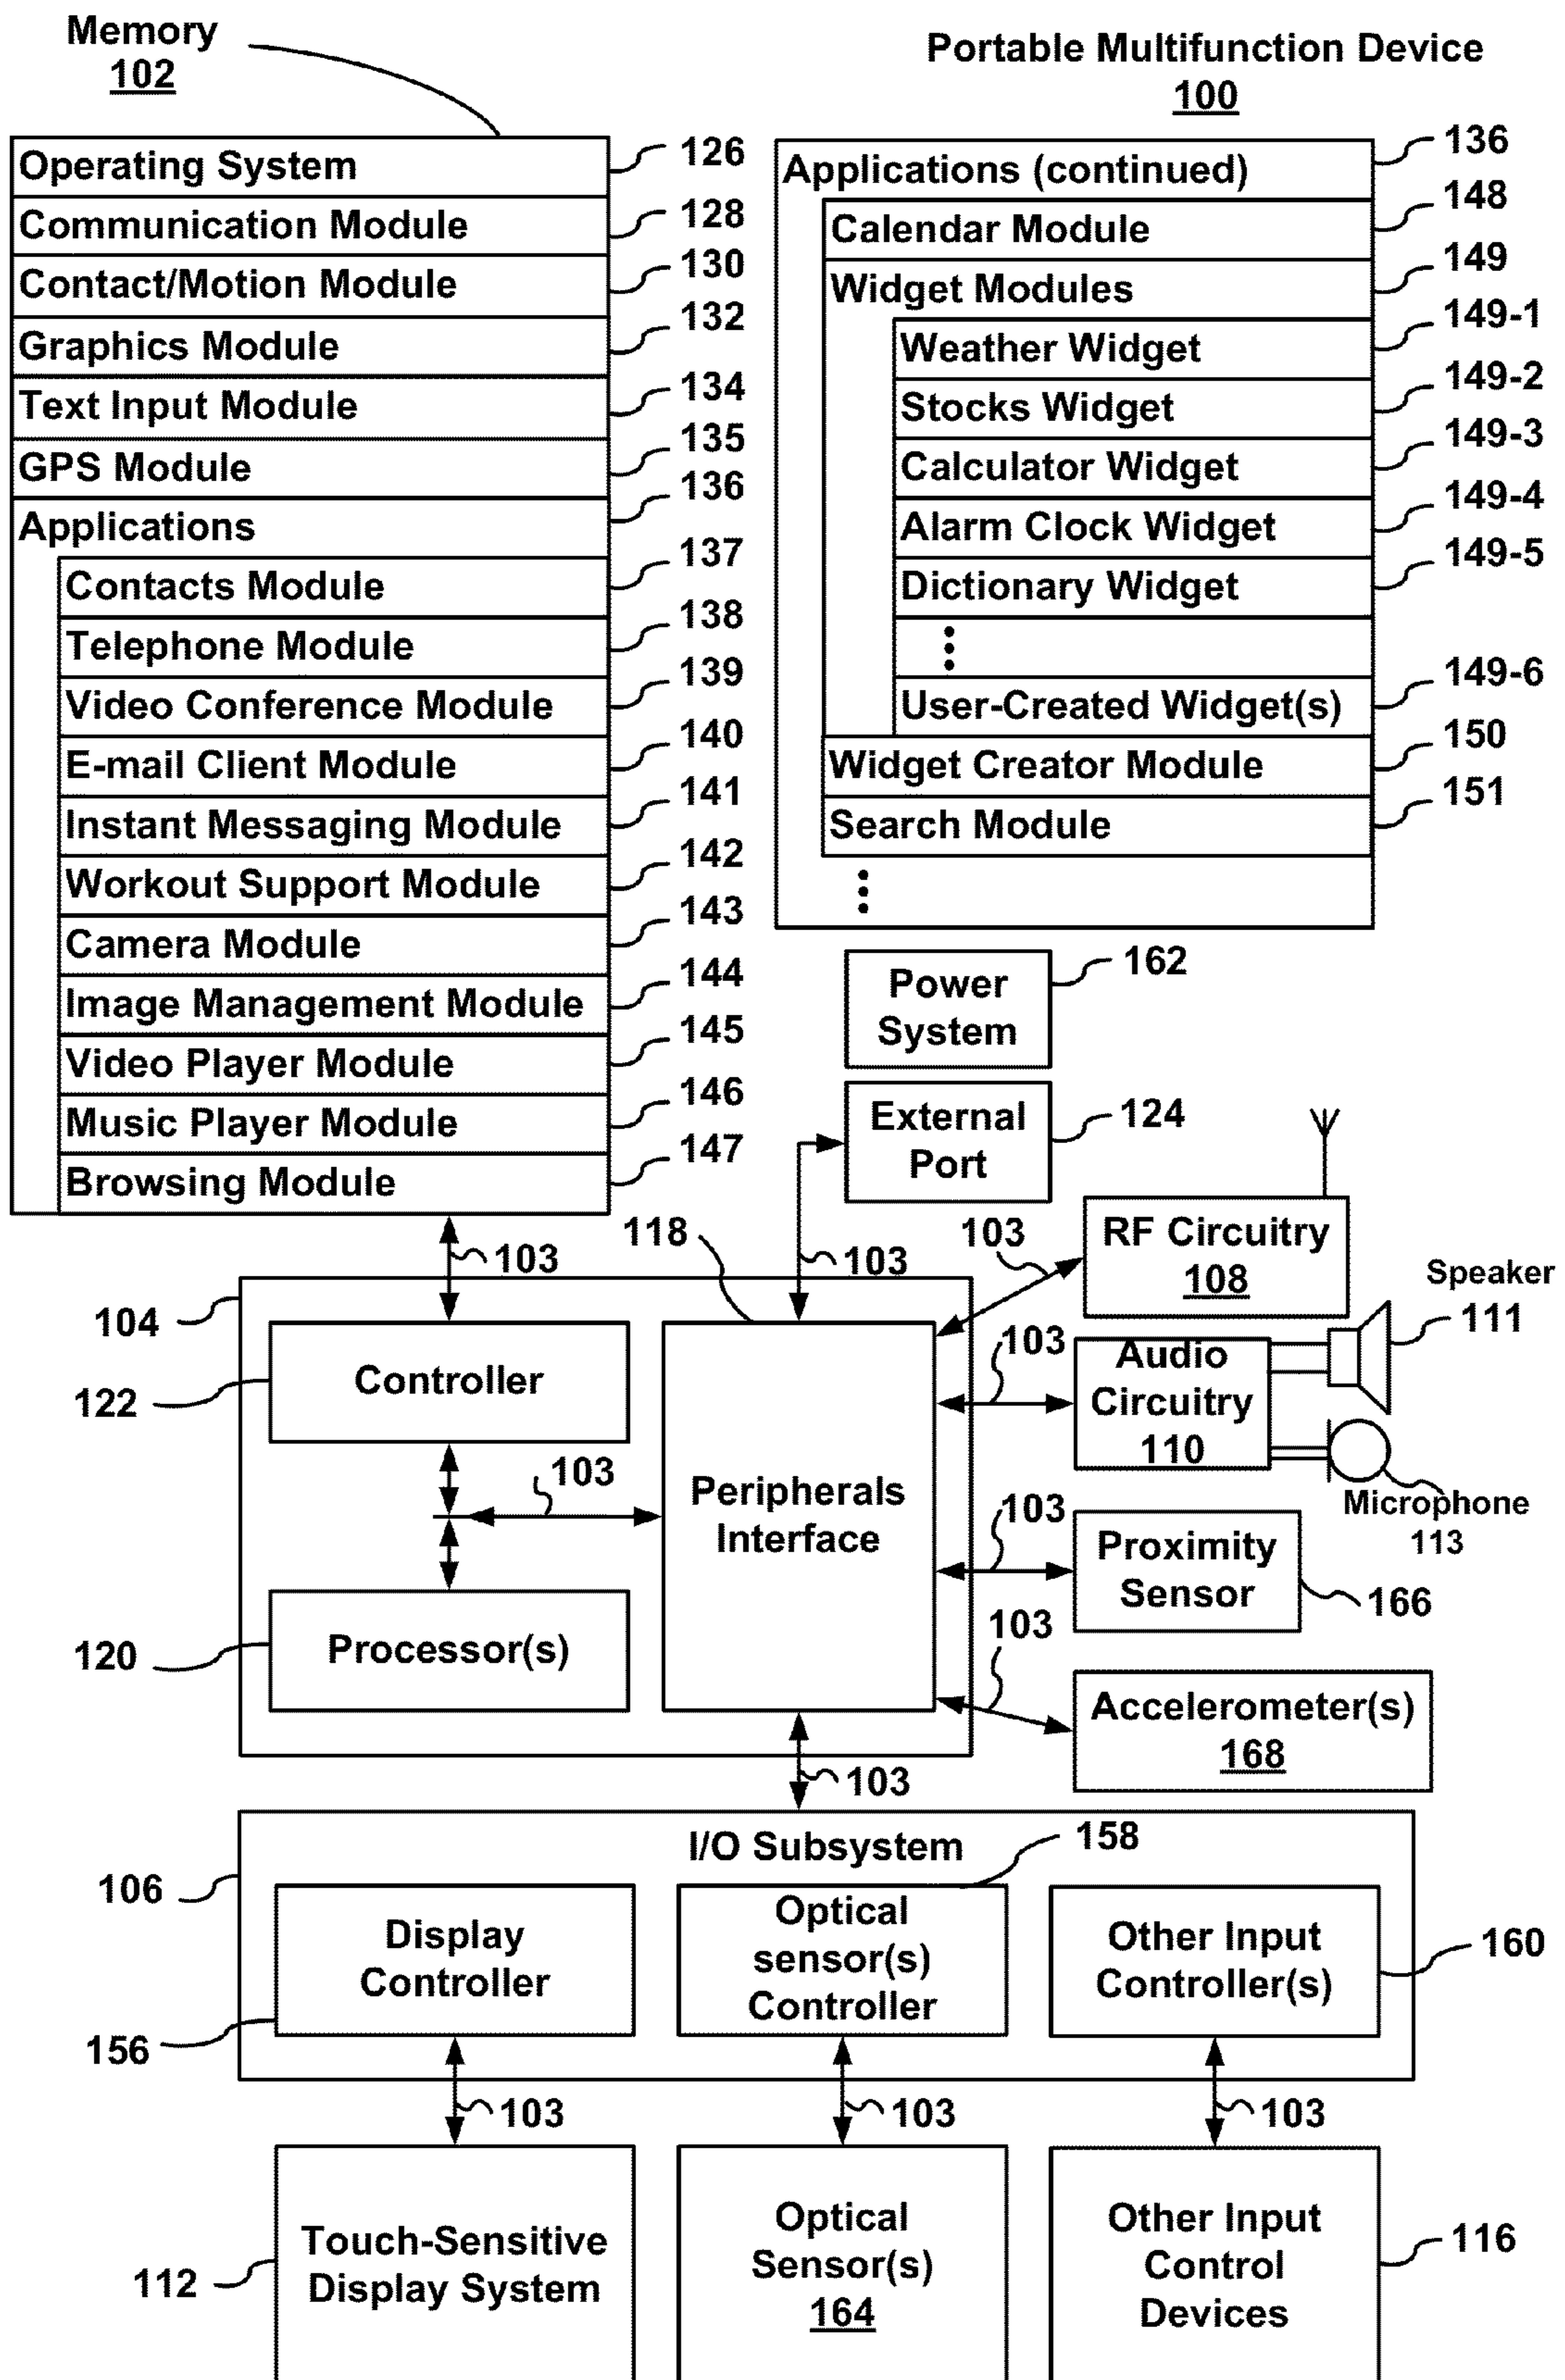 Memory
102
Portable Multifunction Device
100
Operating System
126
Communication Module
128
Contact/Motion Module
130
Graphics Module
132
Text Input Module
134
GPS Module
135
Applications
136
Contacts Module
137
Telephone Module
138
Video Conference Module
139
E-mail Client Module
140
Instant Messaging Module
141
Workout Support Module
142
Camera Module
143
Image Management Module
144
Video Player Module
145
Music Player Module
146
Browsing Module
147
Applications (continued)
136
Calendar Module
148
Widget Modules
149
Weather Widget
149-1
Stocks Widget
149-2
Calculator Widget
149-3
Alarm Clock Widget
149-4
Dictionary Widget
149-5
User-Created Widget(s)
149-6
Widget Creator Module
150
Search Module
151
Power
System
162
External
Port
124
103
118
103
103
RF Circuitry
108
Speaker
111
104
Controller
122
103
Audio
Circuitry
110
Microphone
113
103
Peripherals
Interface
103
Proximity
Sensor
166
Processor(s)
120
103
Accelerometer(s)
168
103
I/O Subsystem
106
158
Display
Controller
156
Optical
sensor(s)
Controller
Other Input
Controller(s)
160
103
103
103
Touch-Sensitive
Display System
112
Optical
Sensor(s)
164
Other Input
Control
Devices
116